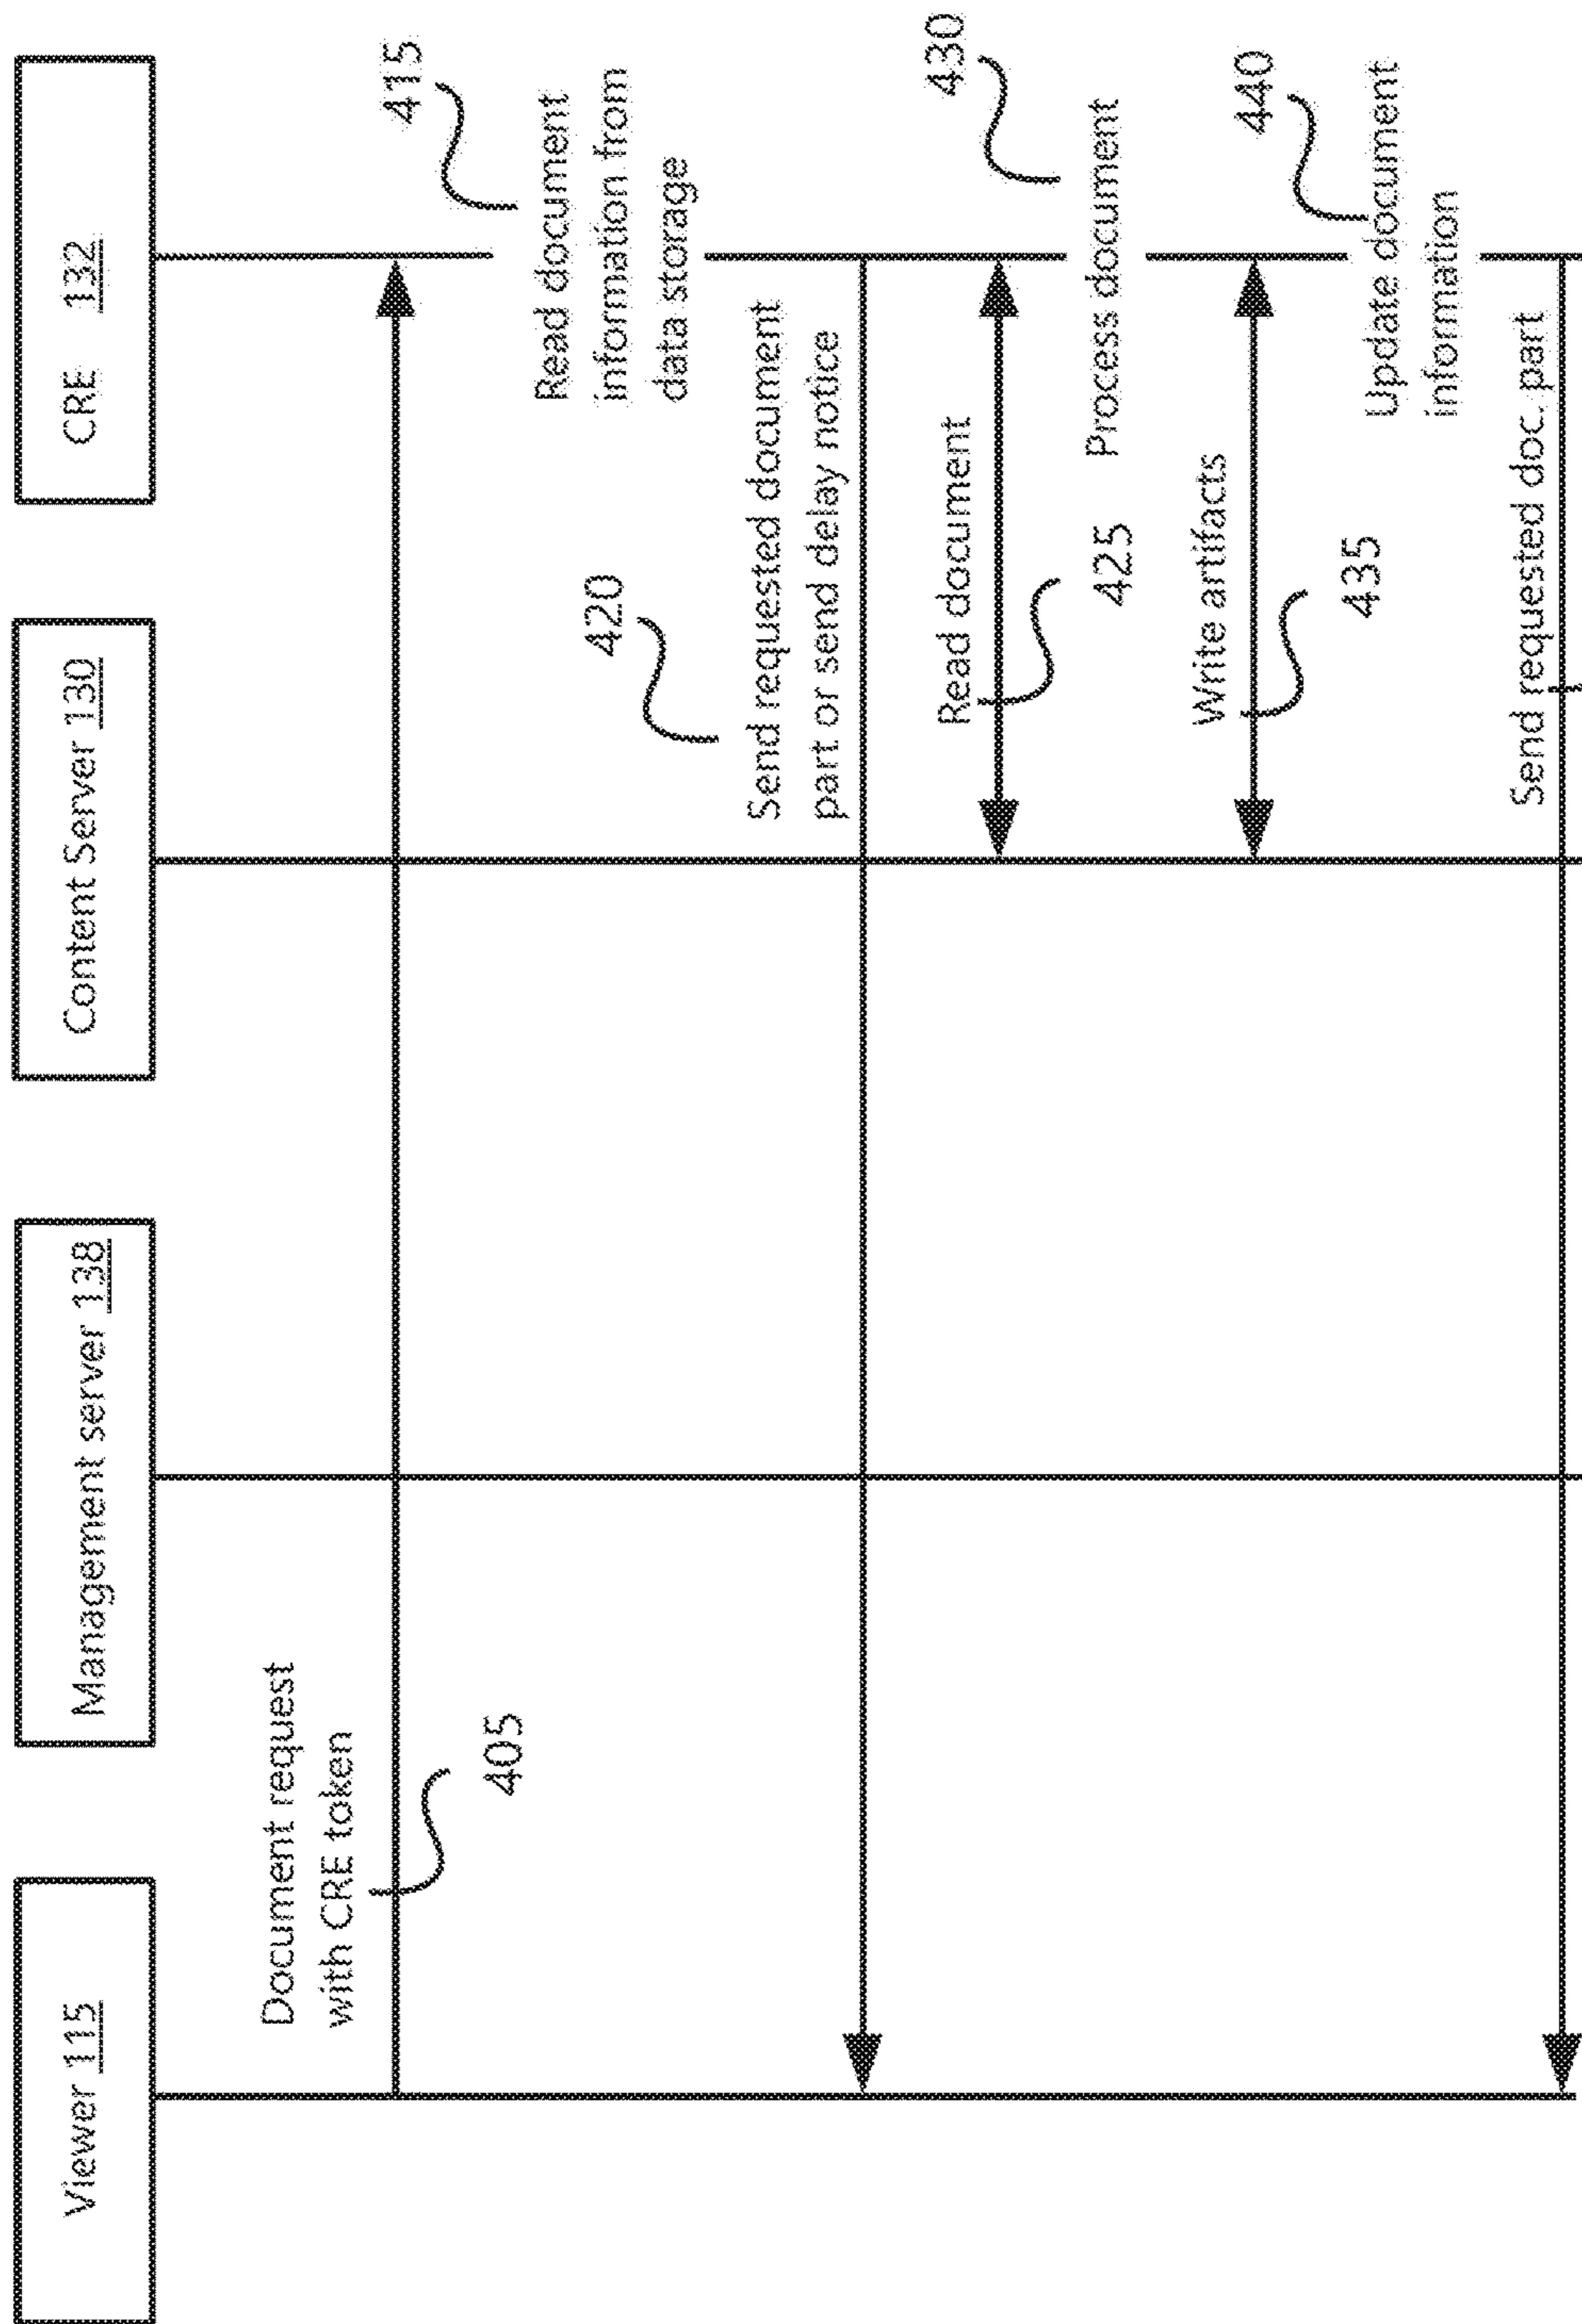 Viewer 115
Management server 138
Content Server 130
CRE 132
Document request
with CRE token
405
415
Read document
information from
data storage
420
Send requested document
part or send delay notice
Read document
425
430
Process document
Write artifacts
435
440
Update document
information
Send requested doc. part